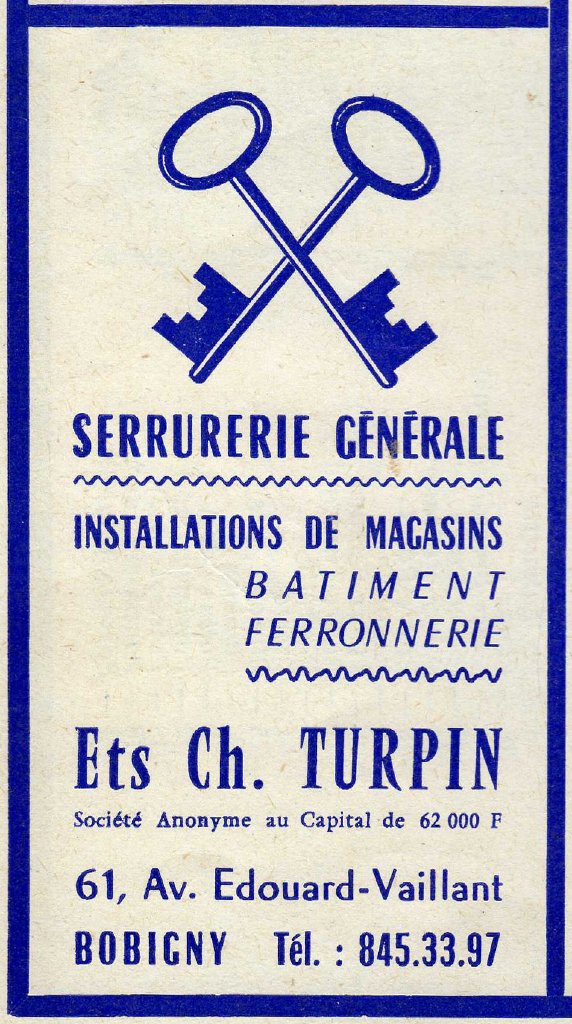 SERRURERIE GÉNÉRALE
INSTALLATIONS DE MAGASINS
BATIMENT
FERRONNERIE
Ets Ch. TURPIN
Société Anonyme au Capital de 62 000 F
61, Av. Edouard-Vaillant
BOBIGNY Tél. : 845.33.97